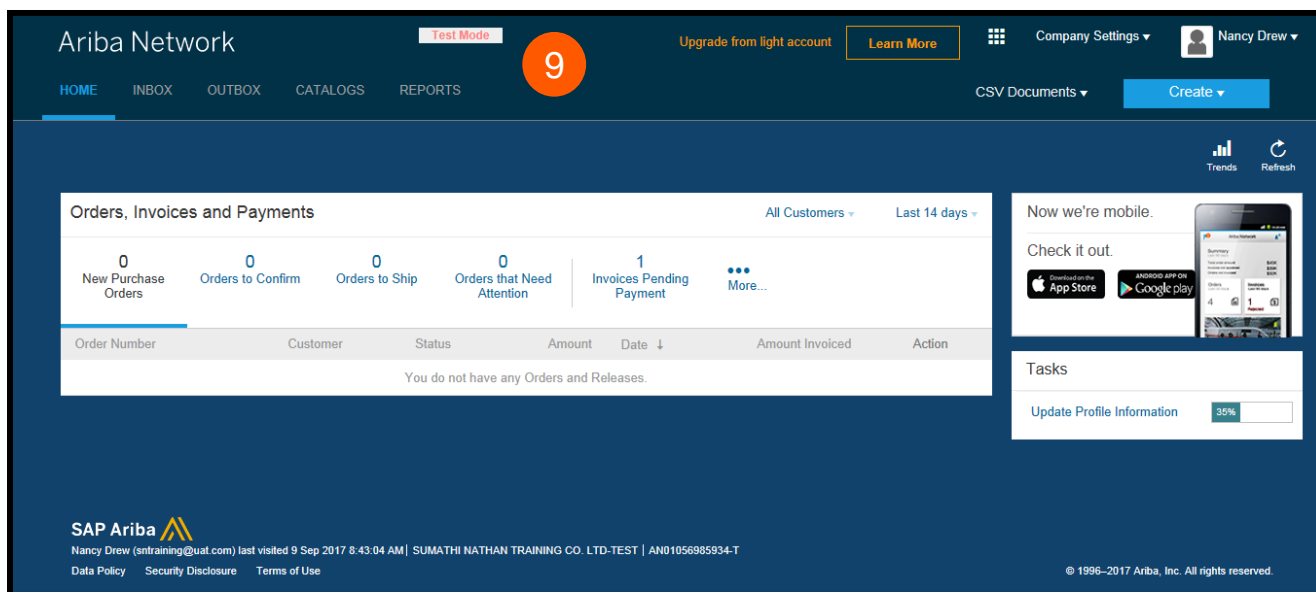 Ariba Network
Test Mode
9
Upgrade from light account
Learn More
Company Settings
Nancy Drew
HOME INBOX OUTBOX CATALOGS REPORTS
CSV Documents
Create
Trends
Refresh
Orders, Invoices and Payments
All Customers
Last 14 days
0
New Purchase
Orders
0
Orders to Confirm
0
Orders to Ship
0
Orders that Need
Attention
1
Invoices Pending
Payment
More...
Order Number Customer Status Amount Date ↓ Amount Invoiced Action
You do not have any Orders and Releases.
Now we're mobile.
Check it out.
Download on the
App Store
ANDROID APP ON
Google play
Ariba Network
Summary
4
1
Tasks
Update Profile Information
35%
SAP Ariba
Nancy Drew (sntraining@uat.com) last visited 9 Sep 2017 8:43:04 AM | SUMATHI NATHAN TRAINING CO. LTD-TEST | AN01056985934-T
Data Policy Security Disclosure Terms of Use
© 1996–2017 Ariba, Inc. All rights reserved.